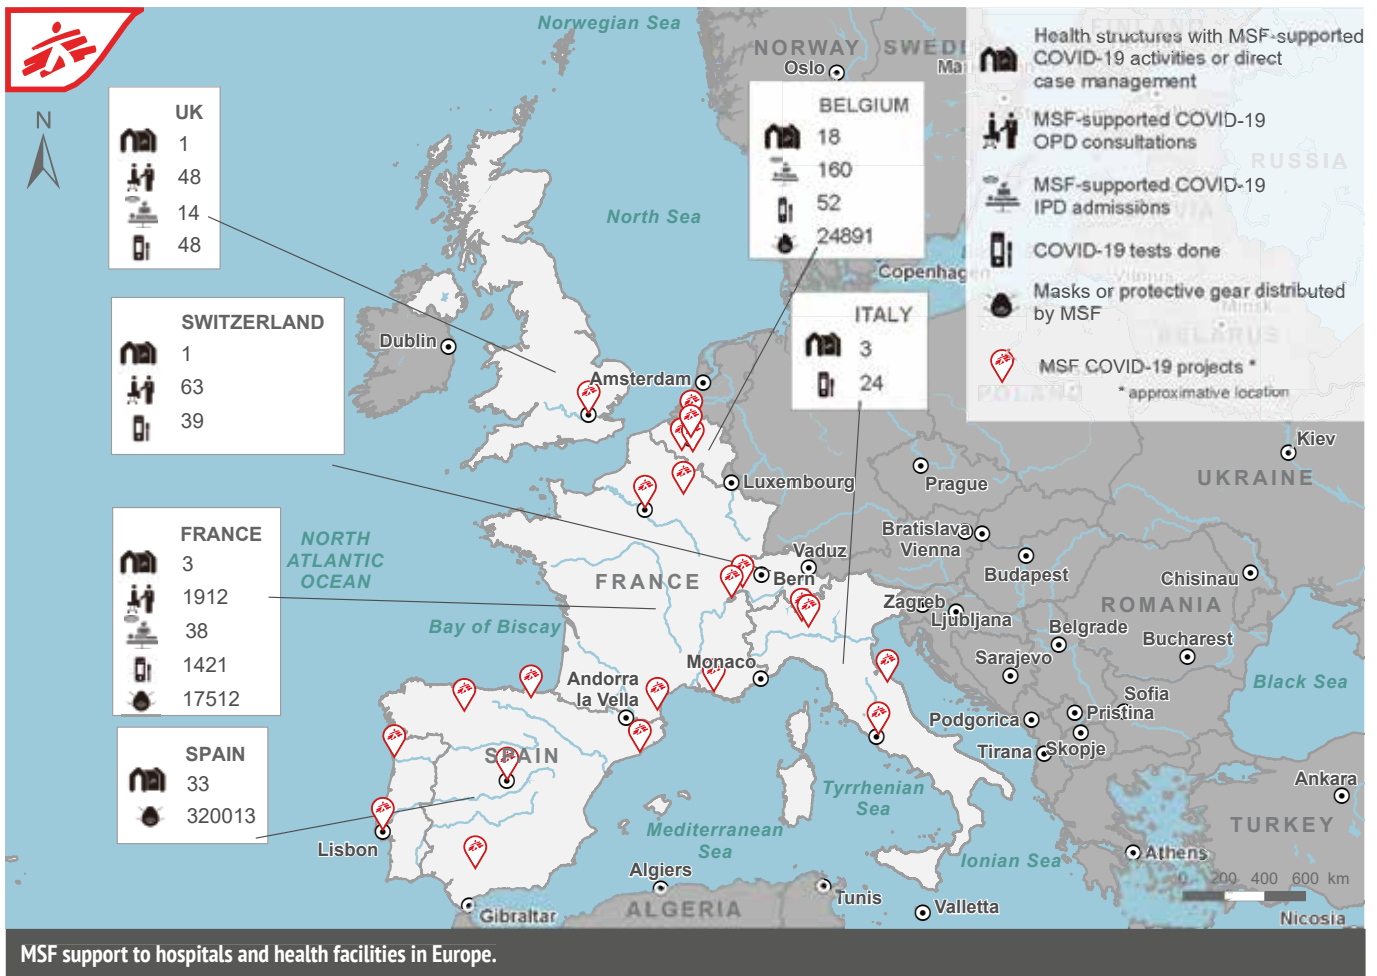 Norwegian Sea
NORWAY
Oslo
N
UK
1
48
14
48
North Sea
BELGIUM
18
160
52
24891
Health structures with MSF-supported
COVID-19 activities or direct
case management
MSF-supported COVID-19
OPD consultations
MSF-supported COVID-19
IPD admissions
COVID-19 tests done
Masks or protective gear distributed
by MSF
MSF COVID-19 projects *
* approximative location
FINLAND
RUSSIA
Minsk
BELARUS
POLAND
Copenhagen
SWITZERLAND
1
63
39
ITALY
3
24
Dublin
Amsterdam
Luxembourg
Prague
Kiev
UKRAINE
FRANCE
3
1912
38
1421
17512
NORTH
ATLANTIC
OCEAN
Bratislava
Vienna
Vaduz
Bern
Budapest
Chisinau
FRANCE
Zagreb
Ljubljana
ROMANIA
Bay of Biscay
Belgrade
Bucharest
Monaco
Sarajevo
Andorra
la Vella
Sofia
Black Sea
Podgorica
Pristina
Tirana
Skopje
SPAIN
33
320013
SPAIN
Ankara
Tyrrhenian
Sea
TURKEY
Lisbon
Mediterranean
Sea
Ionian Sea
Athens
Algiers
Tunis
Valletta
0 200 400 600 km
Gibraltar
ALGERIA
Nicosia
MSF support to hospitals and health facilities in Europe.